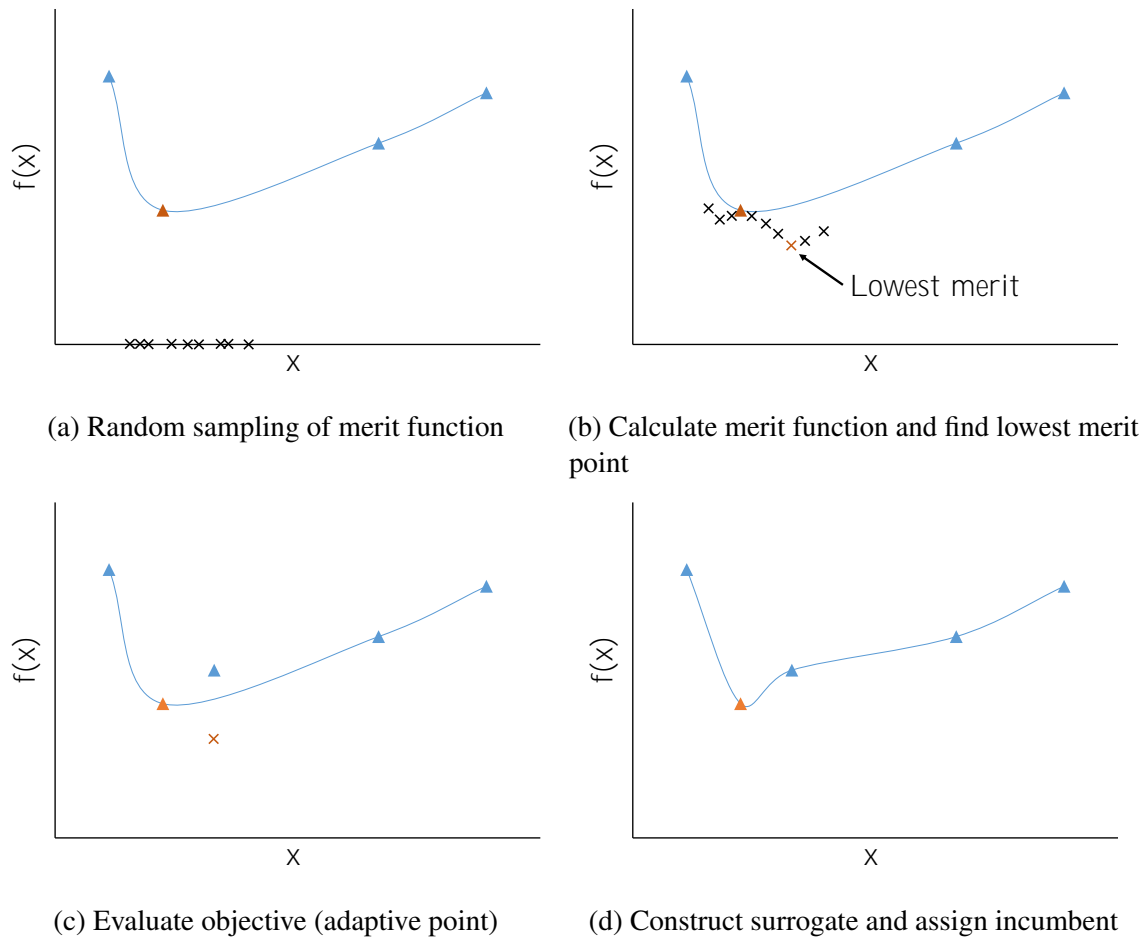 f(x)
X
(a) Random sampling of merit function
f(x)
Lowest merit
X
(b) Calculate merit function and find lowest merit
point
f(x)
X
(c) Evaluate objective (adaptive point)
f(x)
X
(d) Construct surrogate and assign incumbent